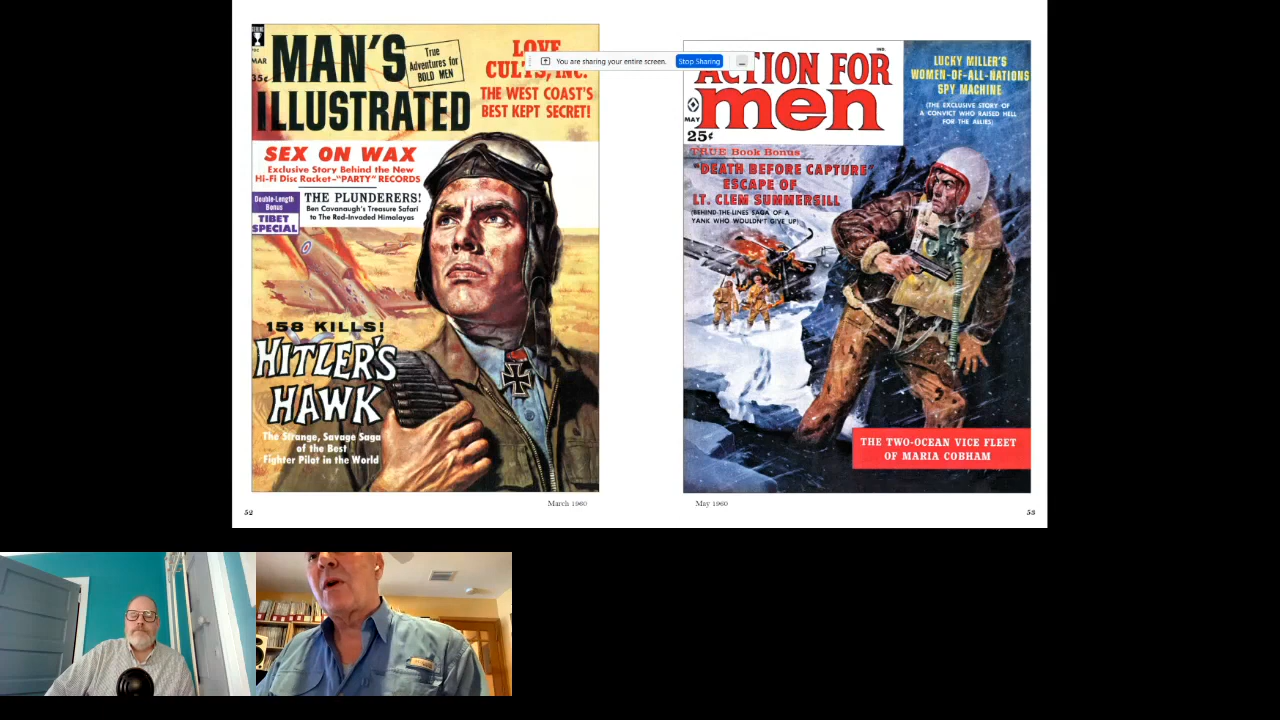 MAN'S
ILLUSTRATED
True
Adventures for
BOLD MEN
MAR
35¢
LOVE
CULTS, INC.
THE WEST COAST'S
BEST KEPT SECRET!
SEX ON WAX
Exclusive Story Behind the New
Hi-Fi Disc Racket-"PARTY" RECORDS
Double-Length
Bonus
TIBET
SPECIAL
THE PLUNDERERS!
Ben Cavanaugh's Treasure Safari
to The Red-Invaded Himalayas
158 KILLS!
HITLER'S
HAWK
The Strange, Savage Saga
of the Best
Fighter Pilot in the World
March 1960
52
You are sharing your entire screen.
Stop Sharing
ACTION FOR
men
IND.
MAY
25¢
LUCKY MILLER'S
WOMEN-OF-ALL-NATIONS
SPY MACHINE
(THE EXCLUSIVE STORY OF
A CONVICT WHO RAISED HELL
FOR THE ALLIES)
TRUE Book Bonus
"DEATH BEFORE CAPTURE"
ESCAPE OF
LT. CLEM SUMMERSILL
(BEHIND-THE-LINES SAGA OF A
YANK WHO WOULDN'T GIVE UP)
THE TWO-OCEAN VICE FLEET
OF MARIA COBHAM
May 1960
53